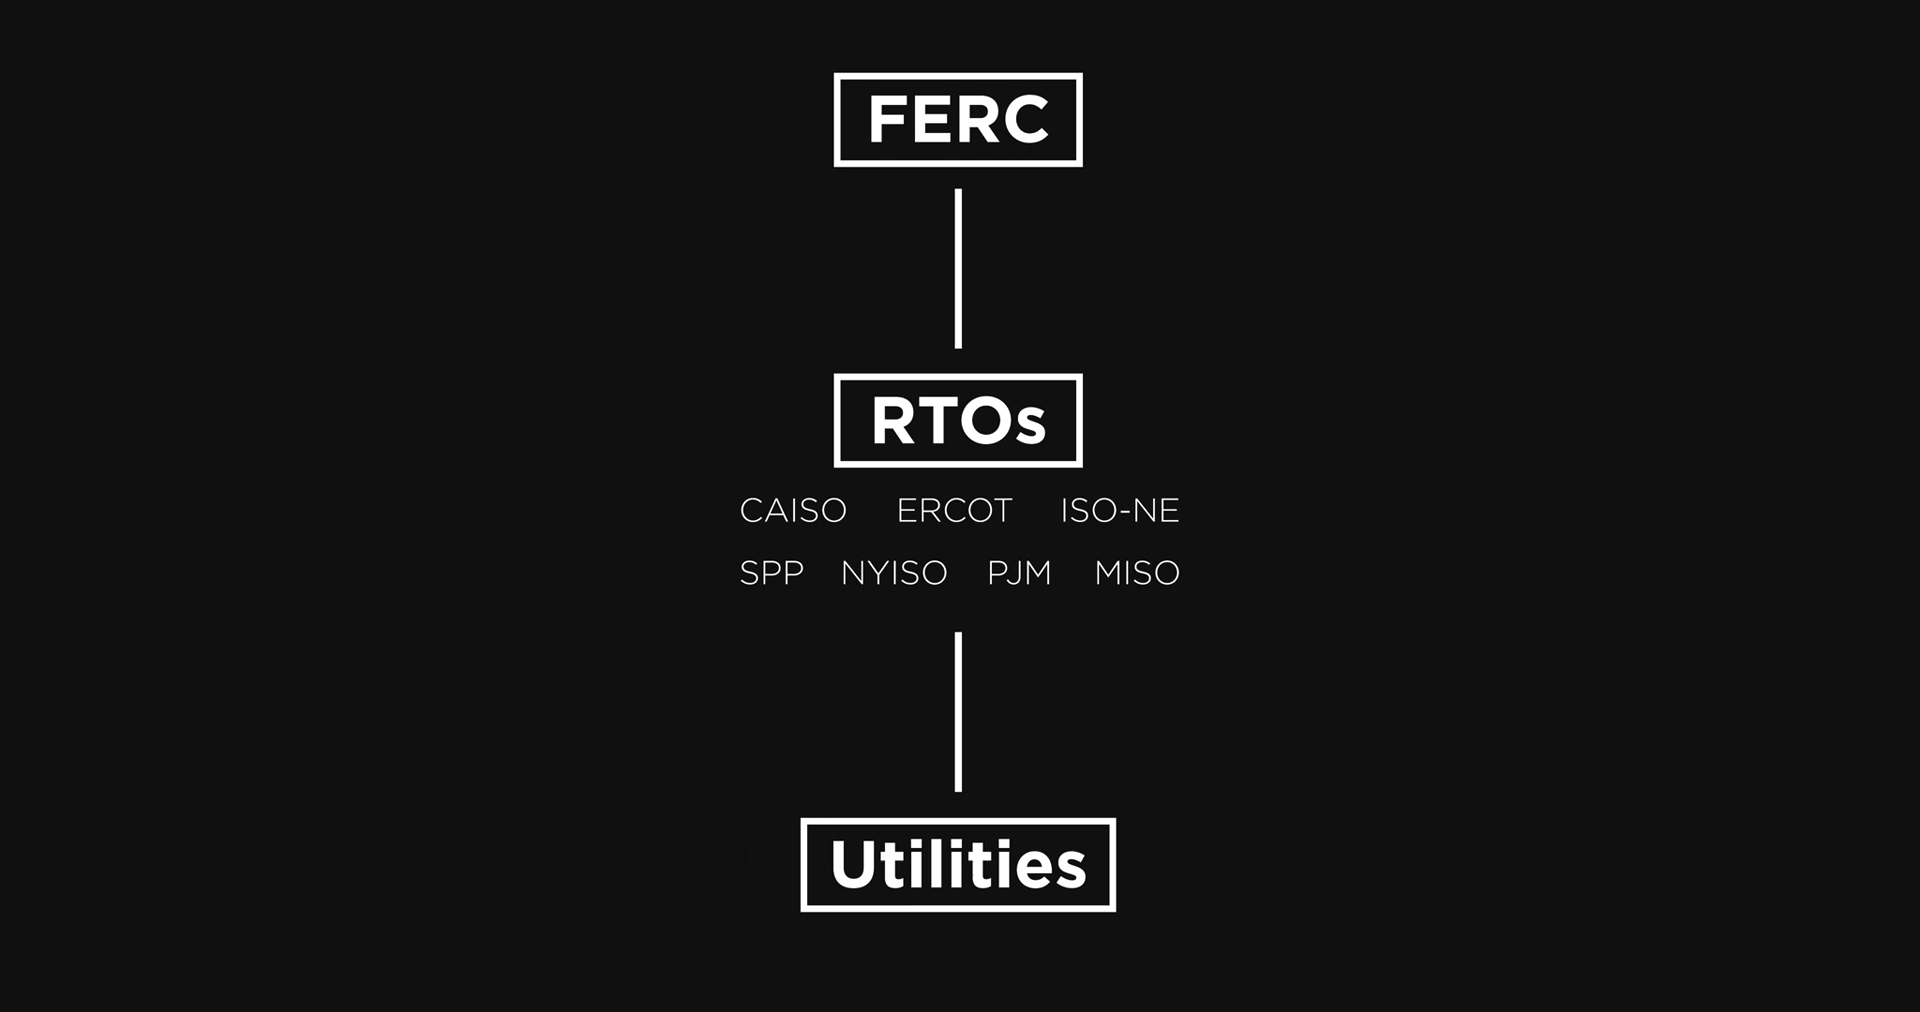 FERC
RTOs
CAISO ERCOT ISO-NE
SPP NYISO PJM MISO
Utilities